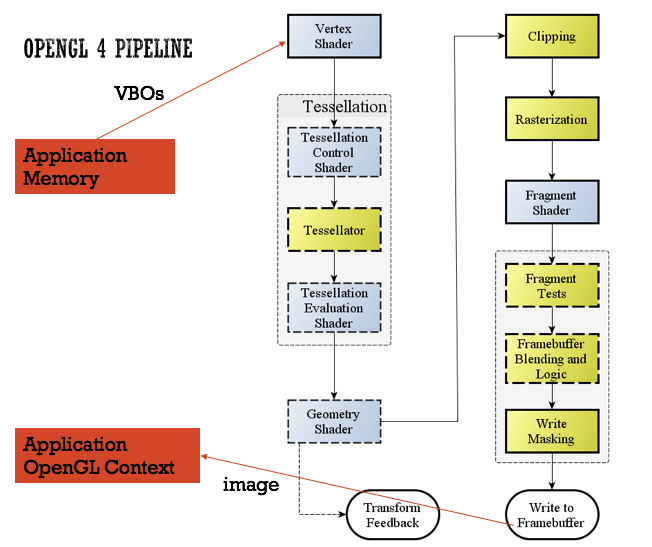 OPENGL 4 PIPELINE
VBOs
Application
Memory
Vertex
Shader
Tessellation
Tessellation
Control
Shader
Tessellator
Tessellation
Evaluation
Shader
Geometry
Shader
Transform
Feedback
Clipping
Rasterization
Fragment
Shader
Fragment
Tests
Framebuffer
Blending and
Logic
Write
Masking
Write to
Framebuffer
image
Application
OpenGL Context